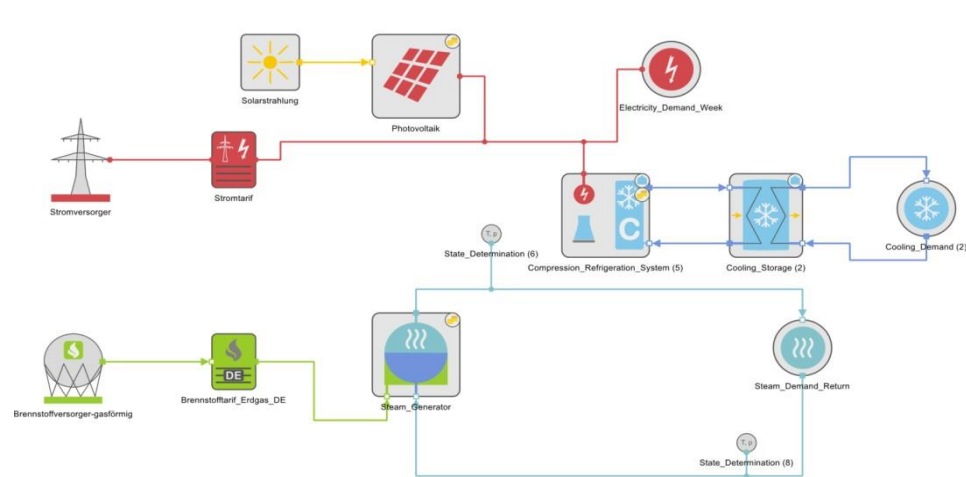 Solarstrahlung
Photovoltaik
Electricity_Demand_Week
Stromversorger
Stromtarif
T, p
State_Determination (6)
C
Compression_Refrigeration_System (5)
Cooling_Storage (2)
Cooling_Demand (2)
DE
Brennstoffversorger-gasförmig
Brennstofftarif_Erdgas_DE
Steam_Generator
Steam_Demand_Return
T, p
State_Determination (8)